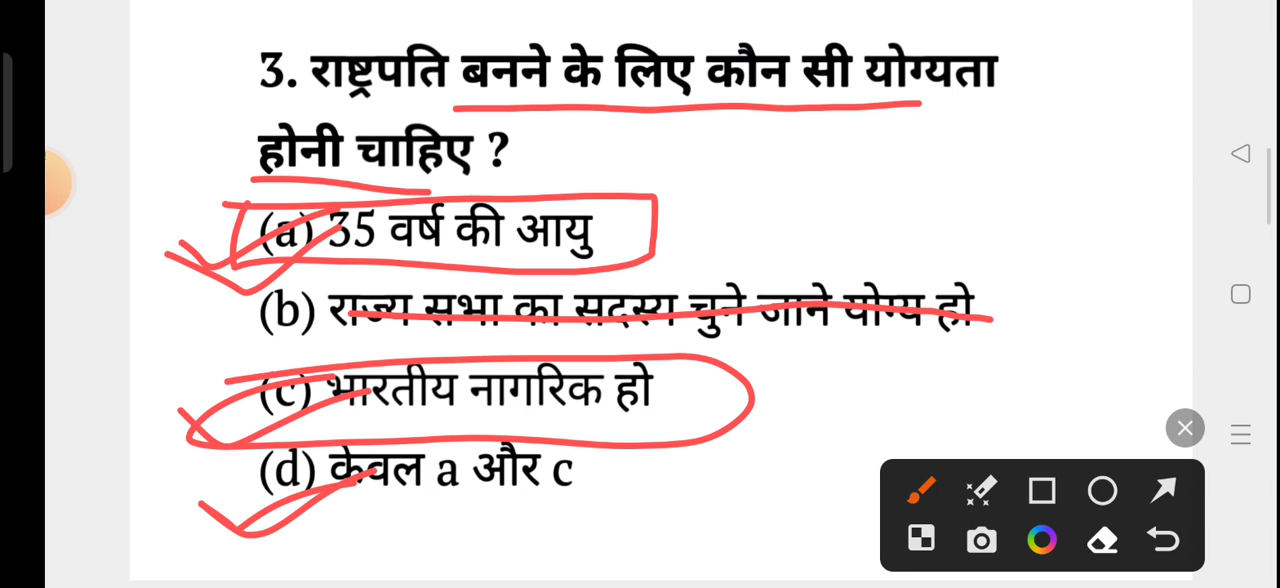 3. राष्ट्रपति बनने के लिए कौन सी योग्यता
होनी चाहिए ?
(a) 35 वर्ष की आयु
(b) राज्य सभा का सदस्य चुने जाने योग्य हो
(c) भारतीय नागरिक हो
(d) केवल a और c